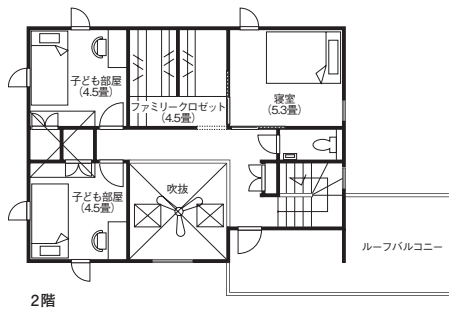 子ども部屋
（4.5畳）
ファミリークロゼット
（4.5畳）
寝室
（5.3畳）
子ども部屋
（4.5畳）
吹抜
ルーフバルコニー
2階